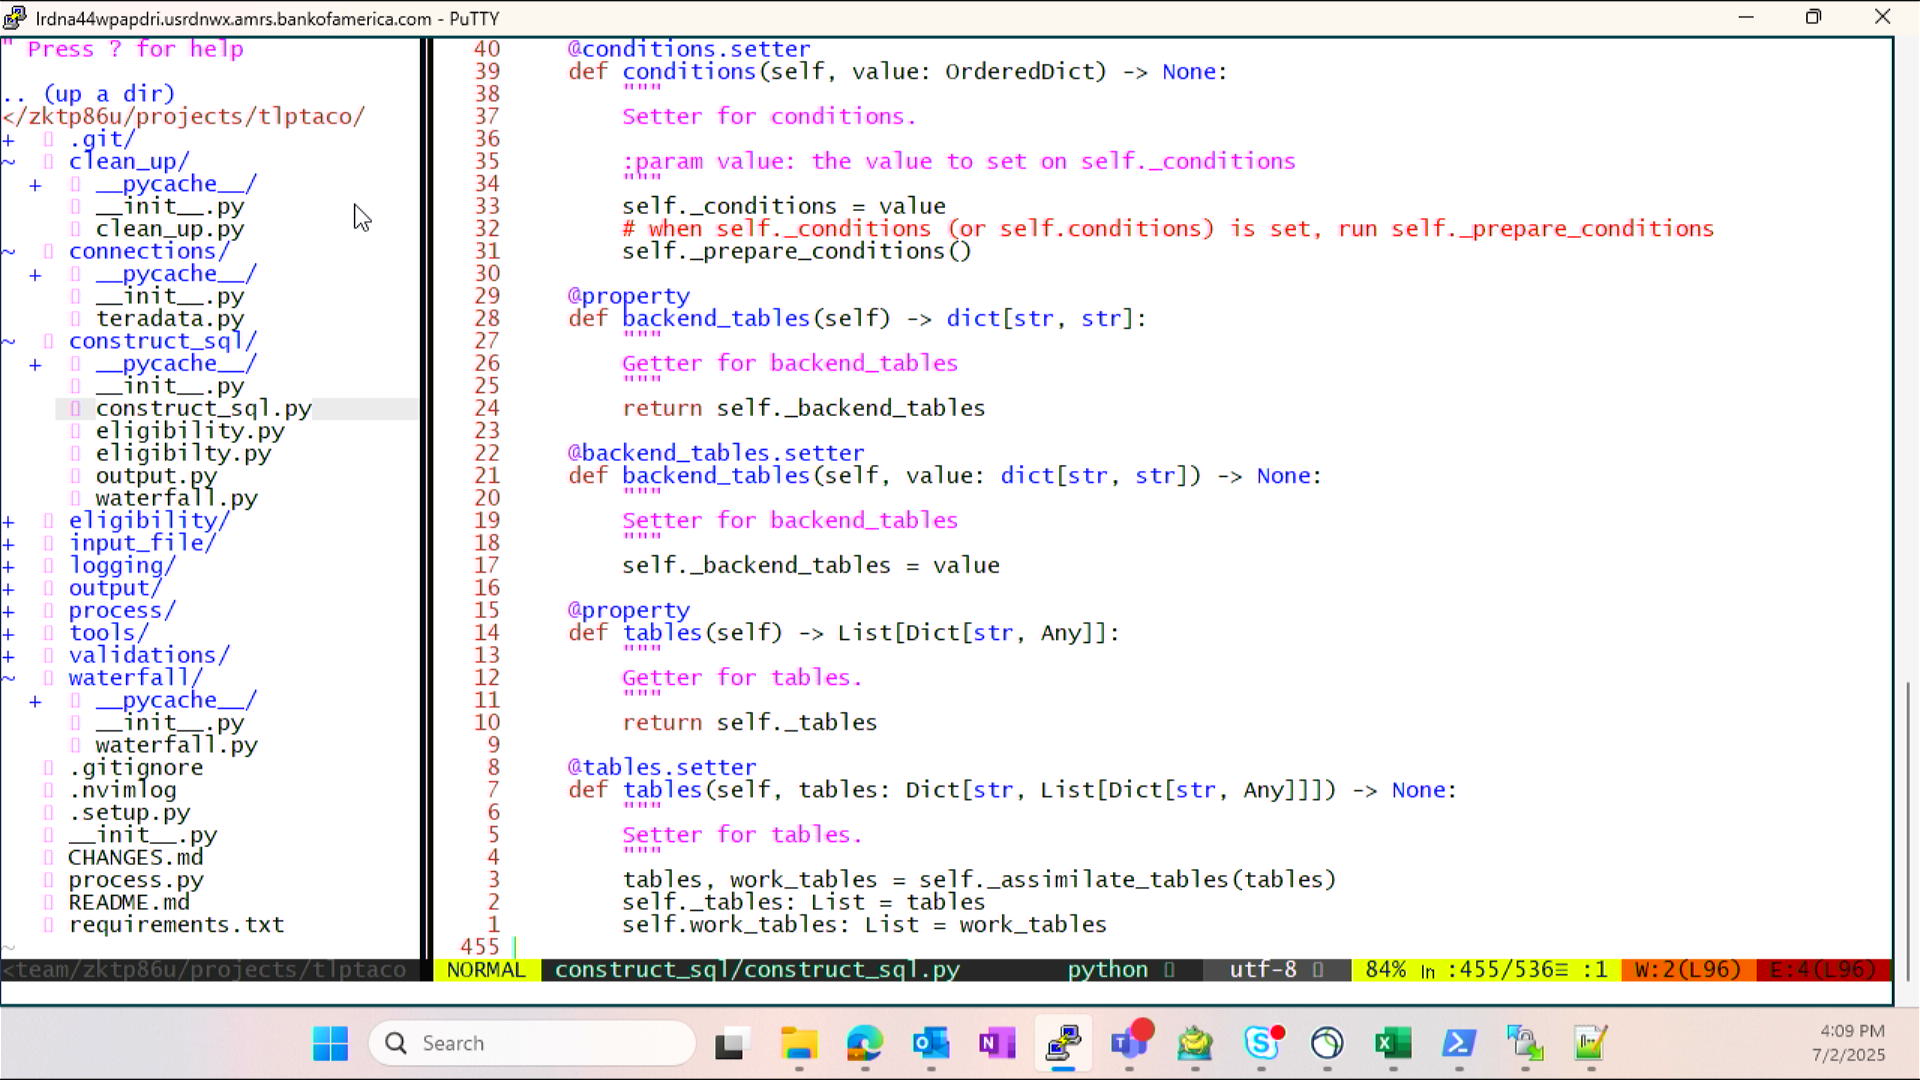 lrdna44wpapdri.usrdnwx.amrs.bankofamerica.com - PuTTY
" Press ? for help
.. (up a dir)
</zktp86u/projects/tlptaco/
+ .git/
~ clean_up/
+ __pycache__/
__init__.py
clean_up.py
~ connections/
+ __pycache__/
__init__.py
teradata.py
~ construct_sql/
+ __pycache__/
__init__.py
construct_sql.py
eligibility.py
eligibilty.py
output.py
waterfall.py
+ eligibility/
+ input_file/
+ logging/
+ output/
+ process/
+ tools/
+ validations/
~ waterfall/
+ __pycache__/
__init__.py
waterfall.py
.gitignore
.nvimlog
.setup.py
__init__.py
CHANGES.md
process.py
README.md
requirements.txt
~
<team/zktp86u/projects/tlptaco
40 @conditions.setter
39 def conditions(self, value: OrderedDict) -> None:
38 """
37 Setter for conditions.
36
35 :param value: the value to set on self._conditions
34 """
33 self._conditions = value
32 # when self._conditions (or self.conditions) is set, run self._prepare_conditions
31 self._prepare_conditions()
30
29 @property
28 def backend_tables(self) -> dict[str, str]:
27 """
26 Getter for backend_tables
25 """
24 return self._backend_tables
23
22 @backend_tables.setter
21 def backend_tables(self, value: dict[str, str]) -> None:
20 """
19 Setter for backend_tables
18 """
17 self._backend_tables = value
16
15 @property
14 def tables(self) -> List[Dict[str, Any]]:
13 """
12 Getter for tables.
11 """
10 return self._tables
9
8 @tables.setter
7 def tables(self, tables: Dict[str, List[Dict[str, Any]]]) -> None:
6 """
5 Setter for tables.
4 """
3 tables, work_tables = self._assimilate_tables(tables)
2 self._tables: List = tables
1 self.work_tables: List = work_tables
455
NORMAL construct_sql/construct_sql.py python utf-8 84% ln :455/536≡ :1 W:2(L96) E:4(L96)
Search
4:09 PM
7/2/2025